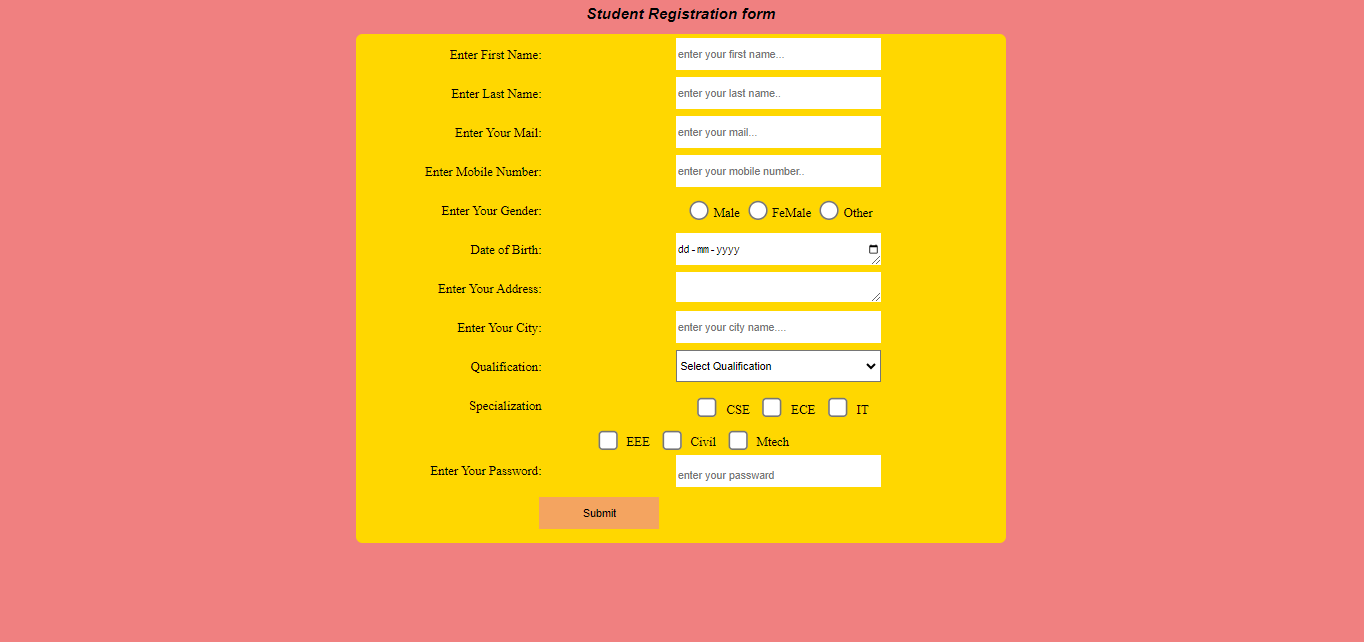 Student Registration form
Enter First Name: enter your first name...
Enter Last Name: enter your last name..
Enter Your Mail: enter your mail...
Enter Mobile Number: enter your mobile number..
Enter Your Gender: Male FeMale Other
Date of Birth: dd-mm-yyyy
Enter Your Address:
Enter Your City: enter your city name....
Qualification: Select Qualification
Specialization CSE ECE IT
EEE Civil Mtech
Enter Your Password: enter your passward
Submit